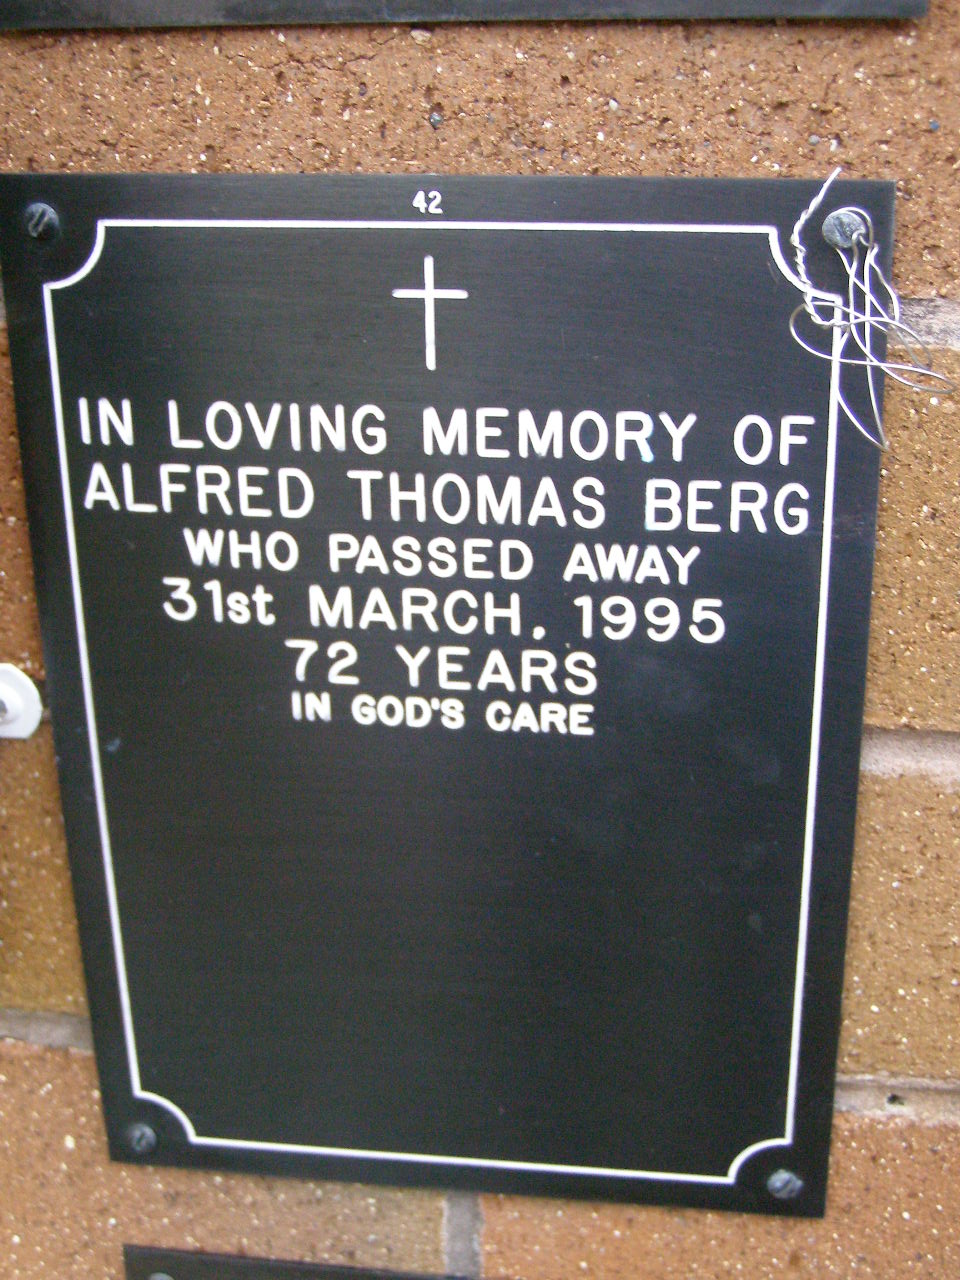 42
IN LOVING MEMORY OF
ALFRED THOMAS BERG
WHO PASSED AWAY
31st MARCH, 1995
72 YEARS
IN GOD'S CARE